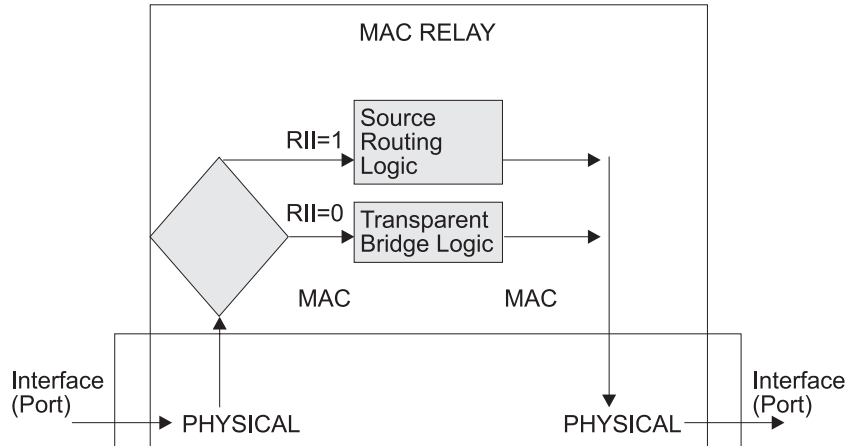 MAC RELAY
RII=1
Source
Routing
Logic
RII=0
Transparent
Bridge Logic
MAC
MAC
Interface
(Port)
PHYSICAL
PHYSICAL
Interface
(Port)